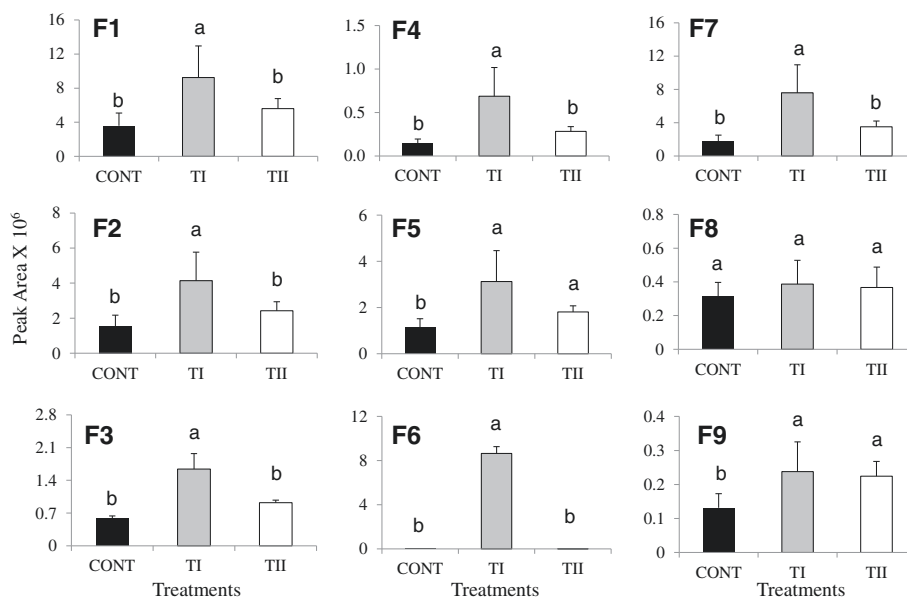 F1
16
12
8
4
0
b
a
b
CONT TI TII
F4
1.5
1.0
0.5
0.0
b
a
b
CONT TI TII
F7
16
12
8
4
0
b
a
b
CONT TI TII
Peak Area X 10⁶
F2
8
6
4
2
0
b
a
b
CONT TI TII
F5
6
4
2
0
b
a
a
CONT TI TII
F8
0.8
0.6
0.4
0.2
0
a
a
a
CONT TI TII
F3
2.8
2.1
1.4
0.7
0
b
a
b
CONT TI TII
Treatments
F6
12
8
4
0
b
a
b
CONT TI TII
Treatments
F9
0.4
0.3
0.2
0.1
0
b
a
a
CONT TI TII
Treatments